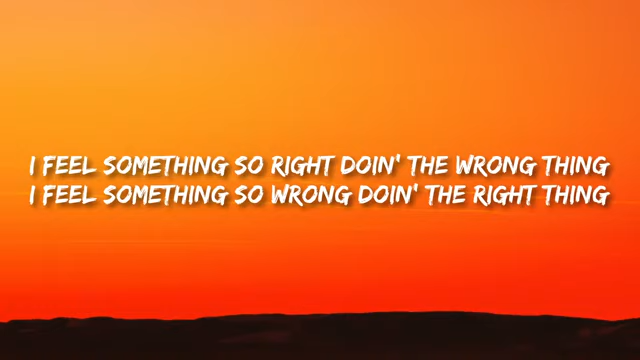 I FEEL SOMETHING SO RIGHT DOIN' THE WRONG THING
I FEEL SOMETHING SO WRONG DOIN' THE RIGHT THING